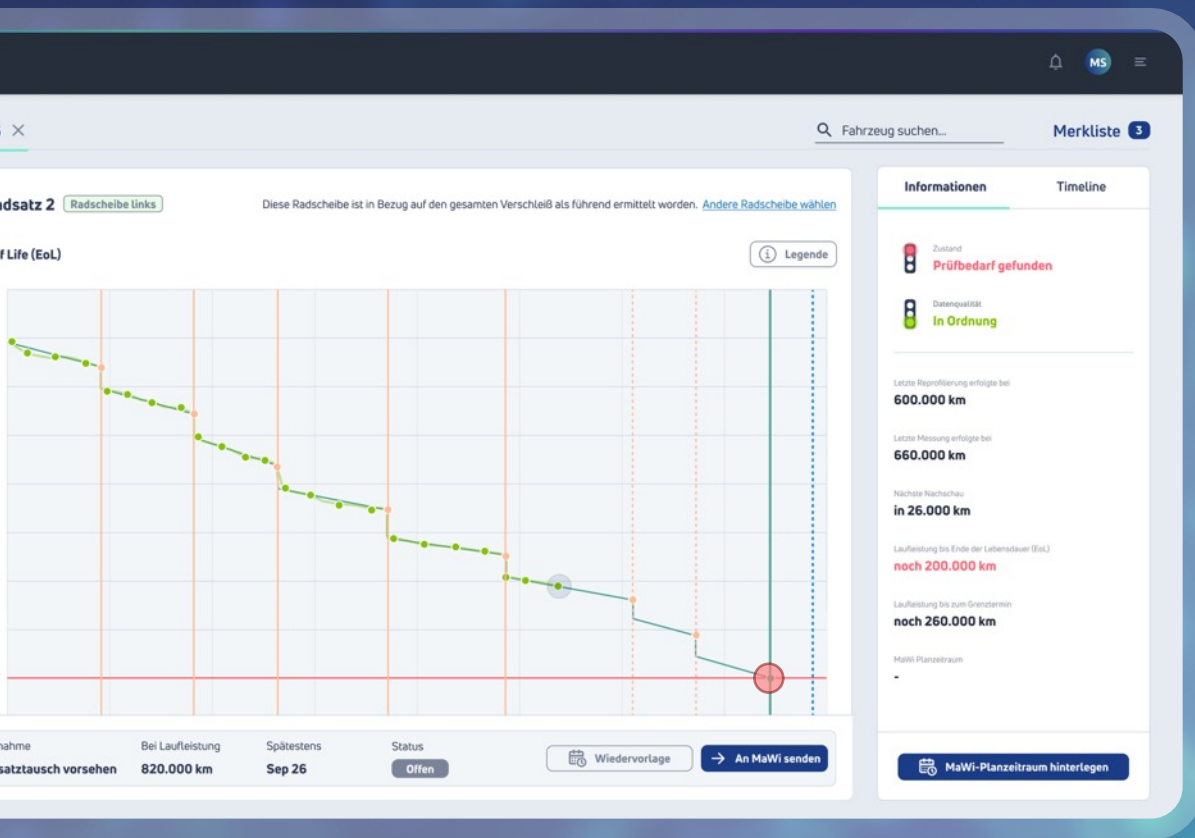 MS
Fahrzeug suchen...
Merkliste 3
Radscheibe links
Diese Radscheibe ist in Bezug auf den gesamten Verschleiß als führend ermittelt worden. Andere Radscheibe wählen
f Life (EoL)
Legende
Bei Laufleistung
Spätestens
Status
satztausch vorsehen
820.000 km
Sep 26
Offen
Wiedervorlage
An MaWi senden
Informationen
Timeline
Zustand
Prüfbedarf gefunden
Datenqualität
In Ordnung
Letzte Reprofilierung erfolgte bei
600.000 km
Letzte Messung erfolgte bei
660.000 km
Nächste Nachschau
in 26.000 km
Laufleistung bis Ende der Lebensdauer (EoL)
noch 200.000 km
Laufleistung bis zum Grenztermin
noch 260.000 km
MaWi Planzeitraum
-
MaWi-Planzeitraum hinterlegen